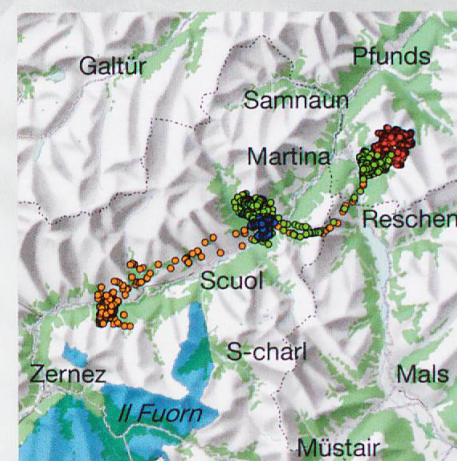 Pfunds
Galtür
Samnaun
Martina
Reschen
Scuol
S-charl
Zernez
Mals
Il Fuorn
Müstair